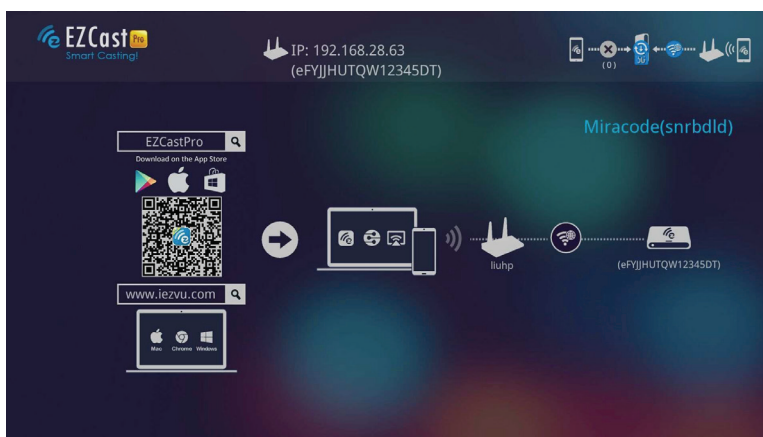 EZCast Pro
Smart Casting!
IP: 192.168.28.63
(eFYJJHUTQW12345DT)
(0)
5G
Miracode(snrbdld)
EZCastPro
Download on the App Store
www.iezvu.com
Mac Chrome Windows
liuhp
(eFYJJHUTQW12345DT)